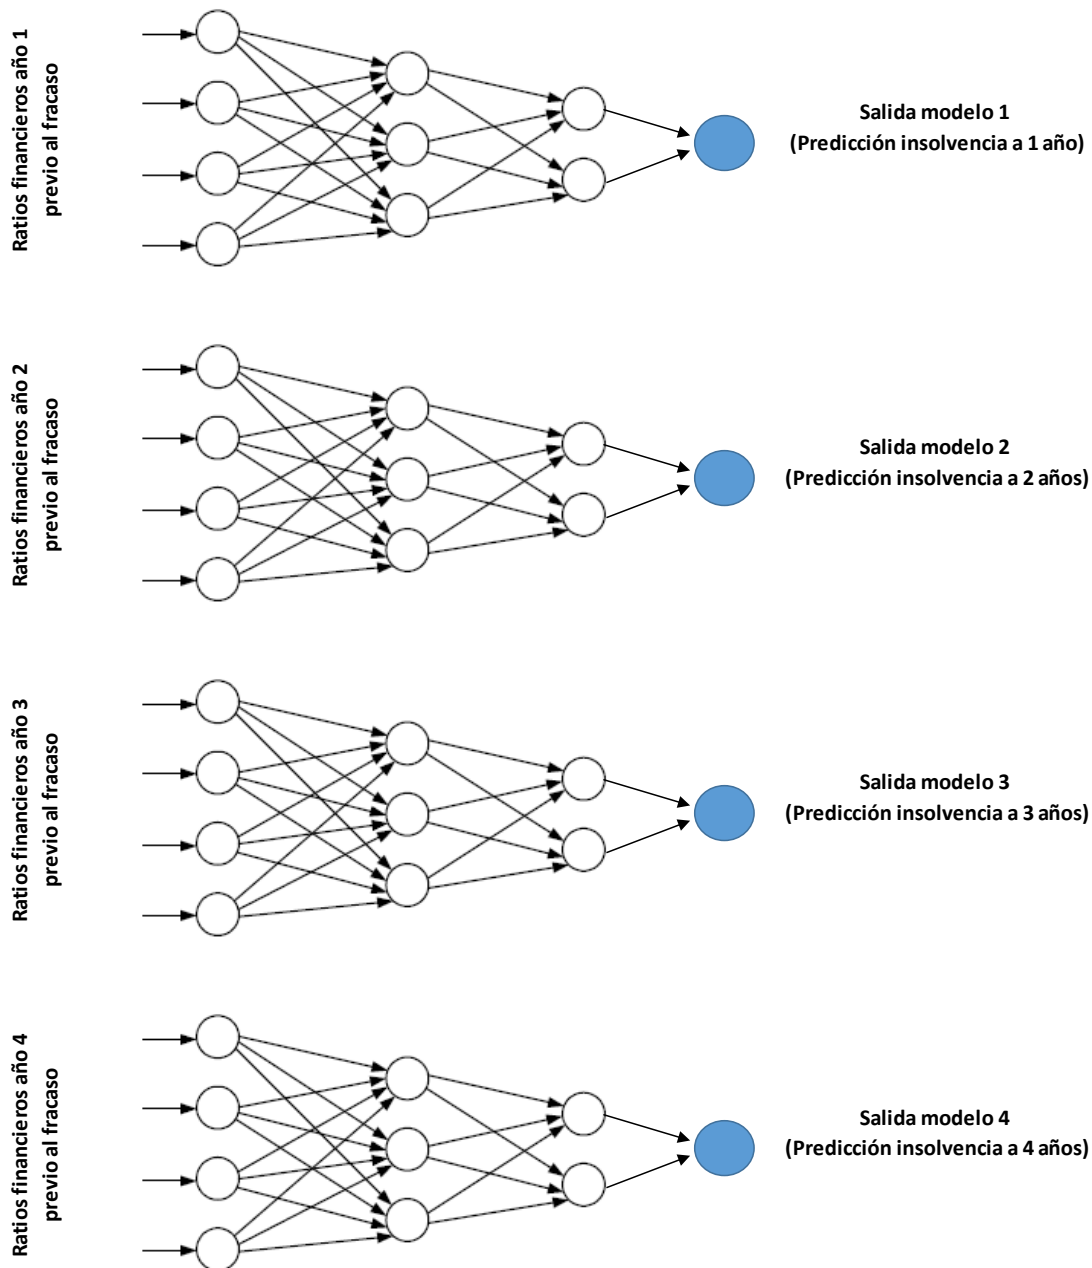 Ratios financieros año 1
previo al fracaso
Salida modelo 1
(Predicción insolvencia a 1 año)
Ratios financieros año 2
previo al fracaso
Salida modelo 2
(Predicción insolvencia a 2 años)
Ratios financieros año 3
previo al fracaso
Salida modelo 3
(Predicción insolvencia a 3 años)
Ratios financieros año 4
previo al fracaso
Salida modelo 4
(Predicción insolvencia a 4 años)